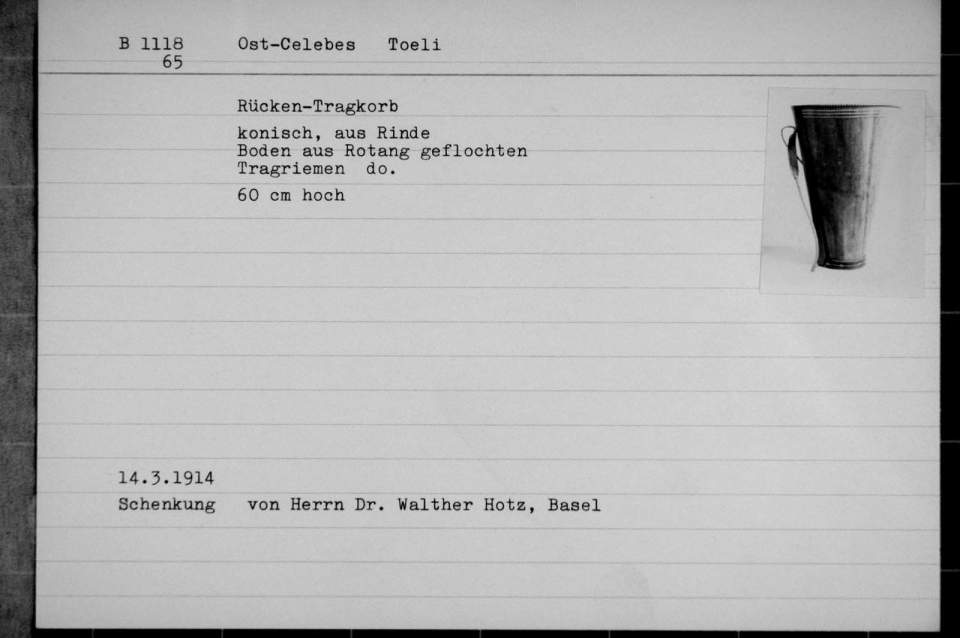 B 1118 Ost-Celebes Toeli
65
Rücken-Tragkorb
konisch, aus Rinde
Boden aus Rotang geflochten
Tragriemen do.
60 cm hoch
14.3.1914
Schenkung von Herrn Dr. Walther Hotz, Basel